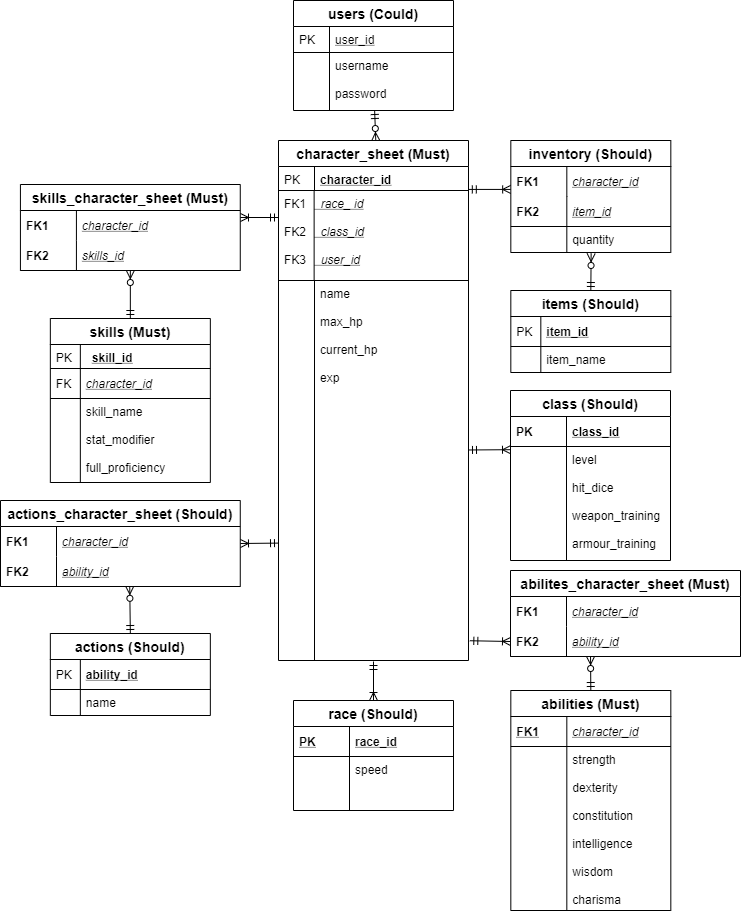 users (Could)
PK user_id
username
password
character_sheet (Must)
PK character_id
FK1 race_ id
FK2 class_id
FK3 user_id
name
max_hp
current_hp
exp
inventory (Should)
FK1 character_id
FK2 item_id
quantity
skills_character_sheet (Must)
FK1 character_id
FK2 skills_id
items (Should)
PK item_id
item_name
skills (Must)
PK skill_id
FK character_id
skill_name
stat_modifier
full_proficiency
class (Should)
PK class_id
level
hit_dice
weapon_training
armour_training
actions_character_sheet (Should)
FK1 character_id
FK2 ability_id
abilites_character_sheet (Must)
FK1 character_id
FK2 ability_id
actions (Should)
PK ability_id
name
race (Should)
PK race_id
speed
abilities (Must)
FK1 character_id
strength
dexterity
constitution
intelligence
wisdom
charisma